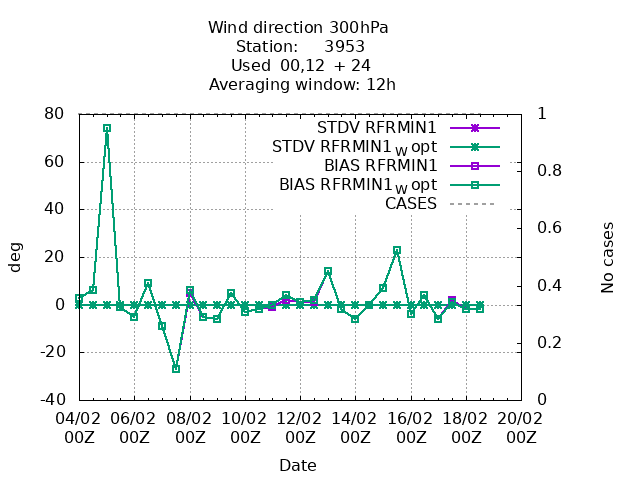 Wind direction 300hPa
Station: 3953
Used 00,12 + 24
Averaging window: 12h
80
60
40
20
0
-20
-40
deg
1
0.8
0.6
0.4
0.2
0
No cases
STDV RFRMIN1
STDV RFRMIN1w opt
BIAS RFRMIN1
BIAS RFRMIN1w opt
CASES
04/02 06/02 08/02 10/02 12/02 14/02 16/02 18/02 20/02
00Z 00Z 00Z 00Z 00Z 00Z 00Z 00Z 00Z
Date